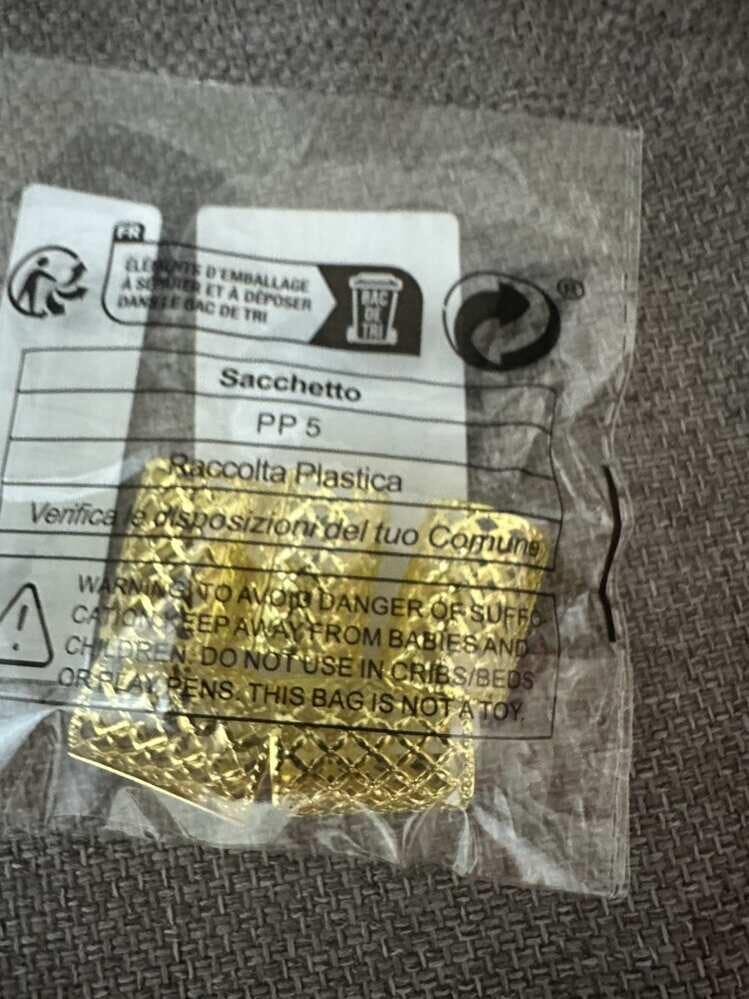 FR
ÉLÉMENTS D'EMBALLAGE
À SÉPARER ET À DÉPOSER
DANS LE BAC DE TRI
BAC
DE
TRI
®
Sacchetto
PP 5
Raccolta Plastica
Verifica le disposizioni del tuo Comune
WARNING: TO AVOID DANGER OF SUFFO-
CATION, KEEP AWAY FROM BABIES AND
CHILDREN. DO NOT USE IN CRIBS/BEDS
OR PLAY PENS. THIS BAG IS NOT A TOY.